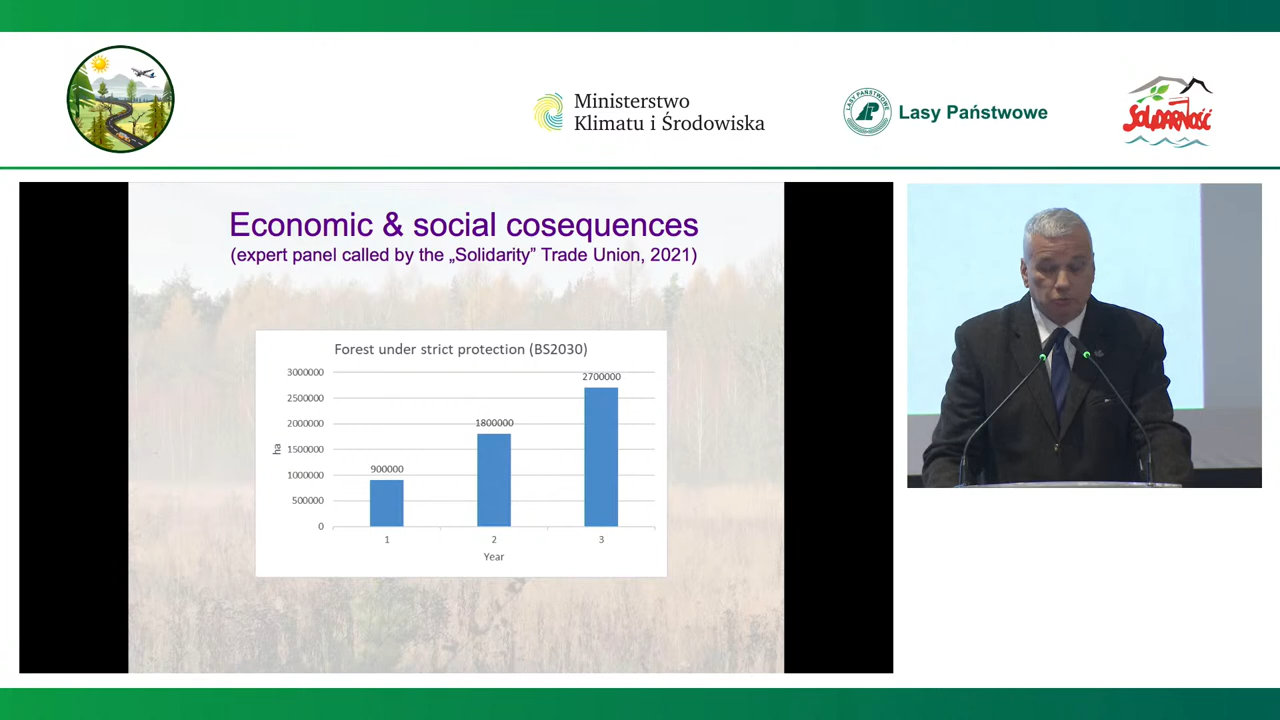 Ministerstwo
Klimatu i Środowiska
LASY PAŃSTWOWE
Lasy Państwowe
SOLIDARNOŚĆ
Economic & social cosequences
(expert panel called by the „Solidarity” Trade Union, 2021)
Forest under strict protection (BS2030)
3000000
2500000
2000000
1500000
1000000
500000
0
ha
900000
1800000
2700000
1
2
3
Year